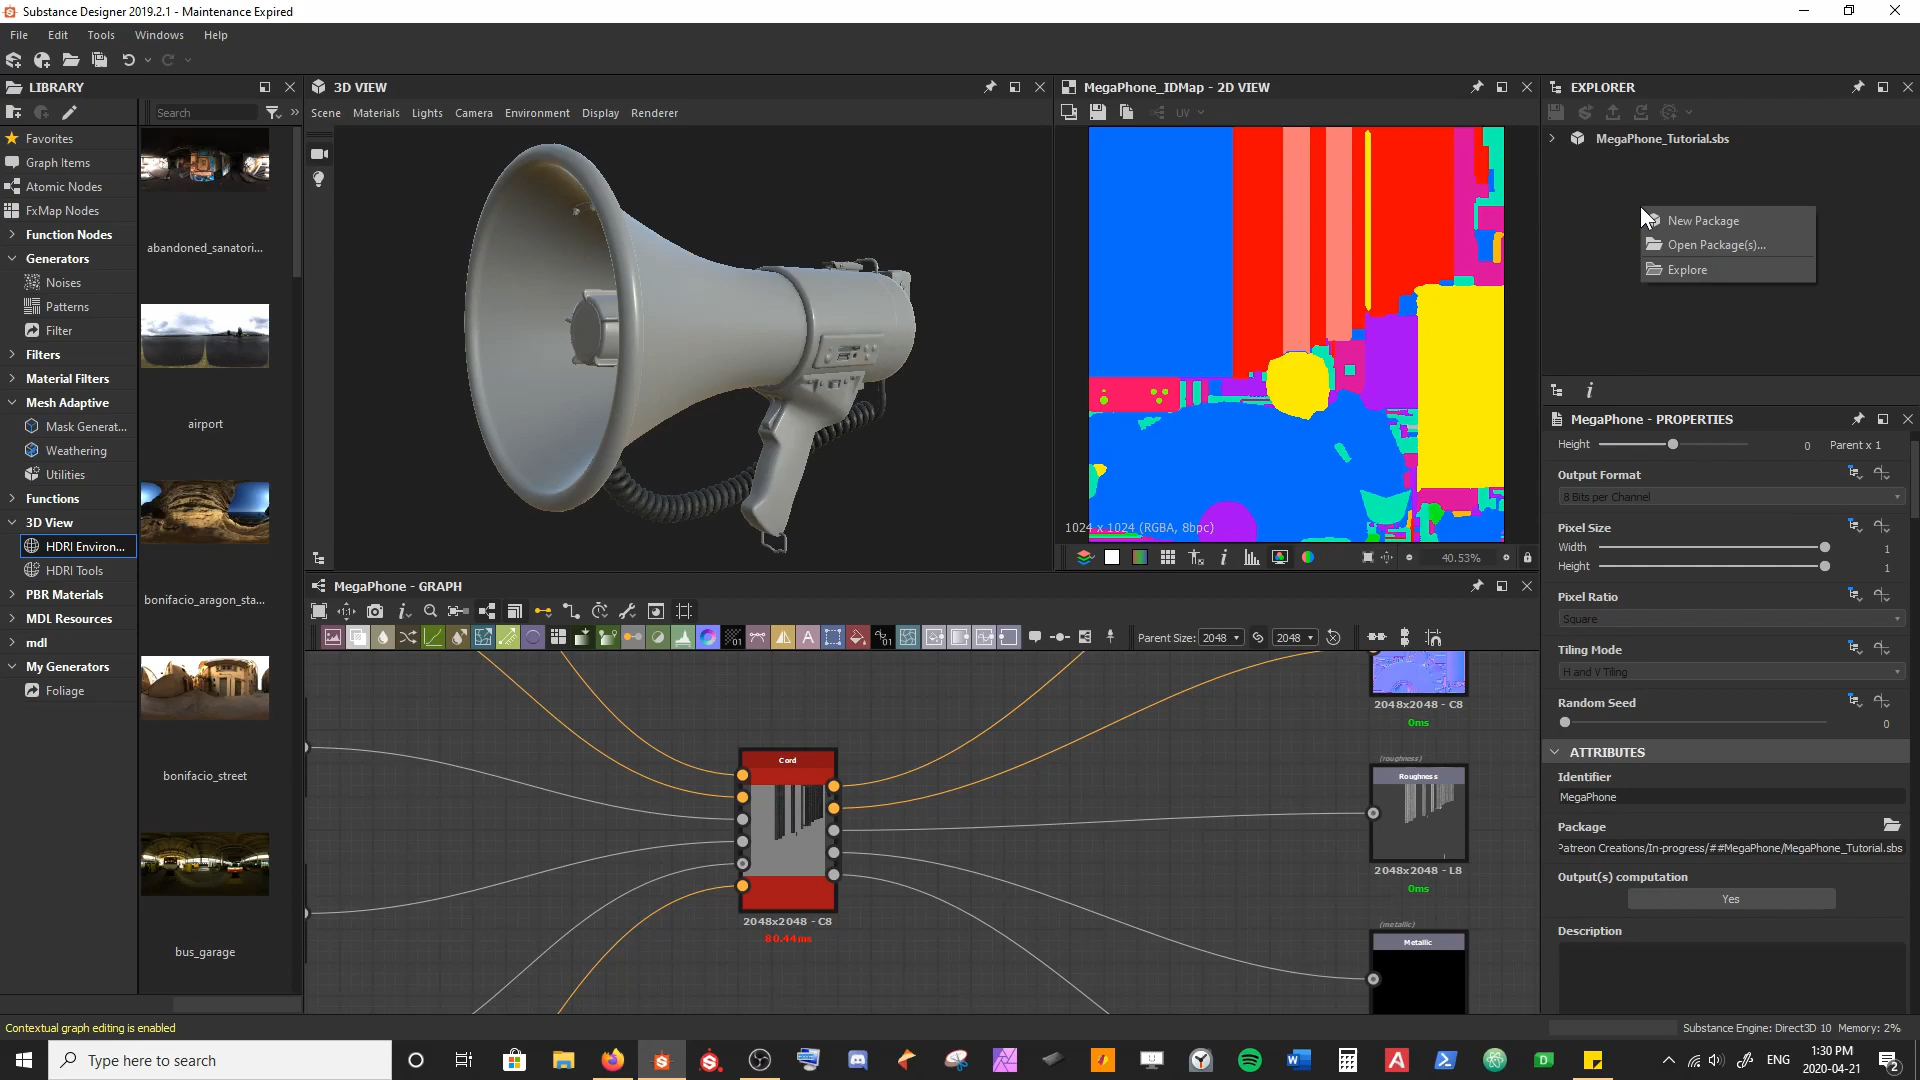 Substance Designer 2019.2.1 - Maintenance Expired
File Edit Tools Windows Help
LIBRARY
Search
Favorites
Graph Items
Atomic Nodes
FxMap Nodes
Function Nodes
Generators
Noises
Patterns
Filter
Filters
Material Filters
Mesh Adaptive
Mask Generat...
Weathering
Utilities
Functions
3D View
HDRI Environ...
HDRI Tools
PBR Materials
MDL Resources
mdl
My Generators
Foliage
abandoned_sanatori...
airport
bonifacio_aragon_sta...
bonifacio_street
bus_garage
3D VIEW
Scene Materials Lights Camera Environment Display Renderer
MegaPhone_IDMap - 2D VIEW
UV
1024 x 1024 (RGBA, 8bpc)
40.53%
EXPLORER
MegaPhone_Tutorial.sbs
New Package
Open Package(s)...
Explore
MegaPhone - PROPERTIES
Height 0 Parent x 1
Output Format
8 Bits per Channel
Pixel Size
Width 1
Height 1
Pixel Ratio
Square
Tiling Mode
H and V Tiling
Random Seed
0
ATTRIBUTES
Identifier
MegaPhone
Package
Patreon Creations/In-progress/##MegaPhone/MegaPhone_Tutorial.sbs
Output(s) computation
Yes
Description
MegaPhone - GRAPH
Parent Size: 2048 2048
Cord
2048x2048 - C8
80.44ms
2048x2048 - C8
0ms
(roughness)
Roughness
2048x2048 - L8
0ms
(metallic)
Metallic
Contextual graph editing is enabled
Substance Engine: Direct3D 10 Memory: 2%
Type here to search
ENG
1:30 PM
2020-04-21
2